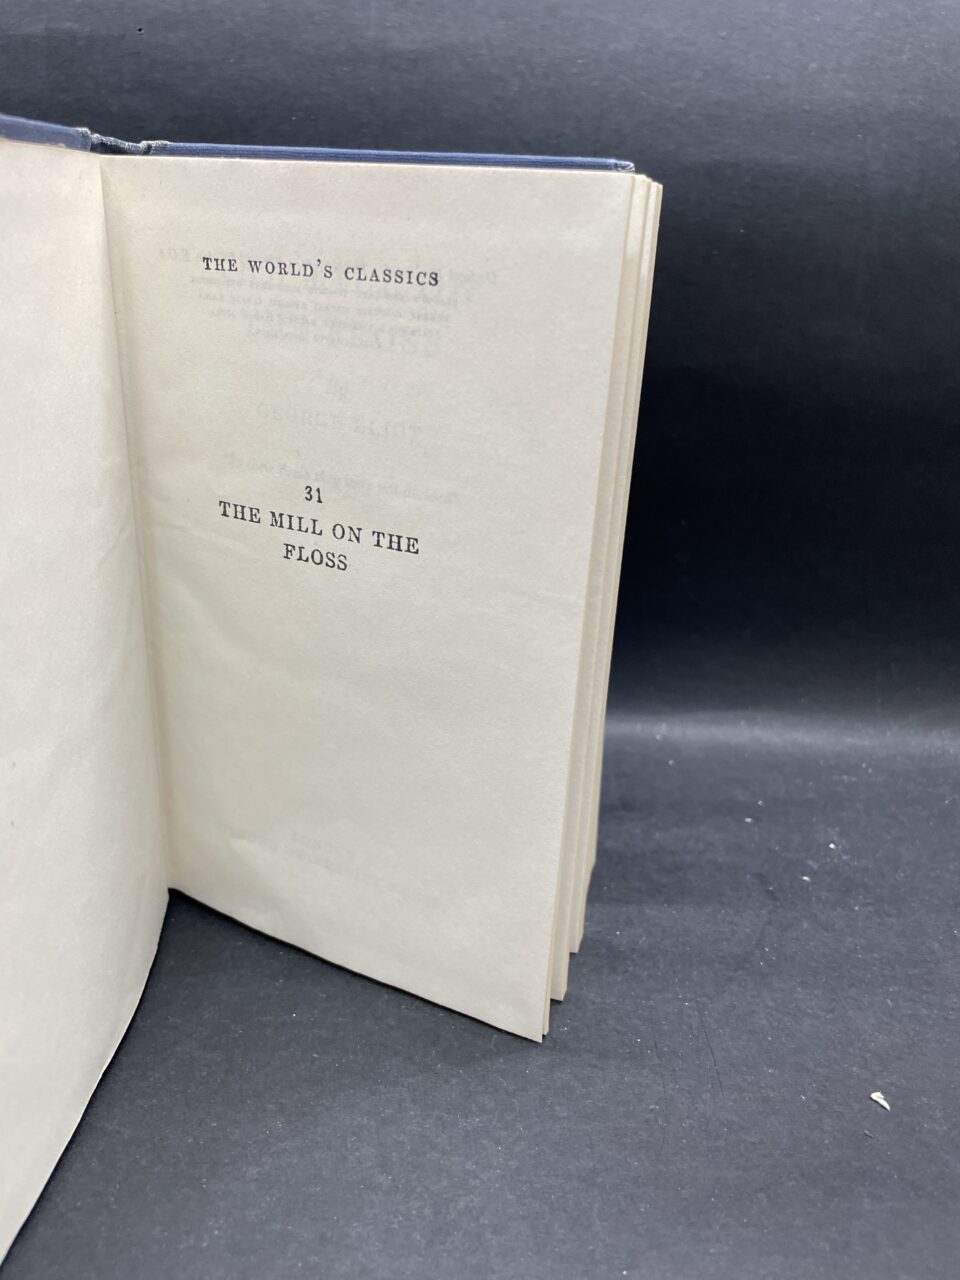 THE WORLD'S CLASSICS
31
THE MILL ON THE
FLOSS